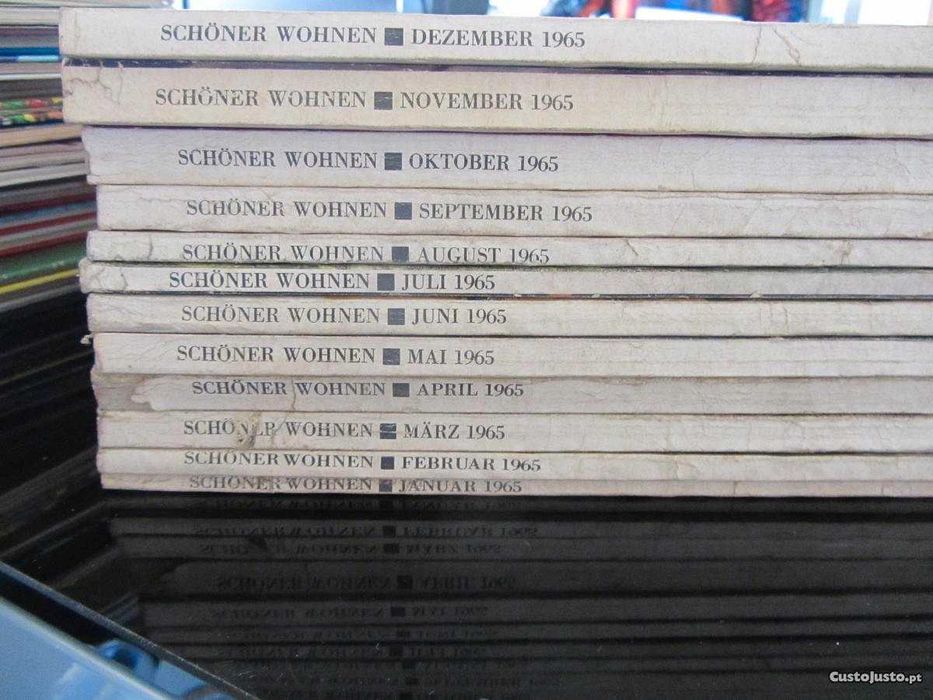 SCHÖNER WOHNEN ■ DEZEMBER 1965
SCHÖNER WOHNEN ■ NOVEMBER 1965
SCHÖNER WOHNEN ■ OKTOBER 1965
SCHÖNER WOHNEN ■ SEPTEMBER 1965
SCHÖNER WOHNEN ■ AUGUST 1965
SCHÖNER WOHNEN ■ JULI 1965
SCHÖNER WOHNEN ■ JUNI 1965
SCHÖNER WOHNEN ■ MAI 1965
SCHÖNER WOHNEN ■ APRIL 1965
SCHÖNER WOHNEN ■ MÄRZ 1965
SCHÖNER WOHNEN ■ FEBRUAR 1965
SCHÖNER WOHNEN ■ JANUAR 1965
CustoJusto.pt